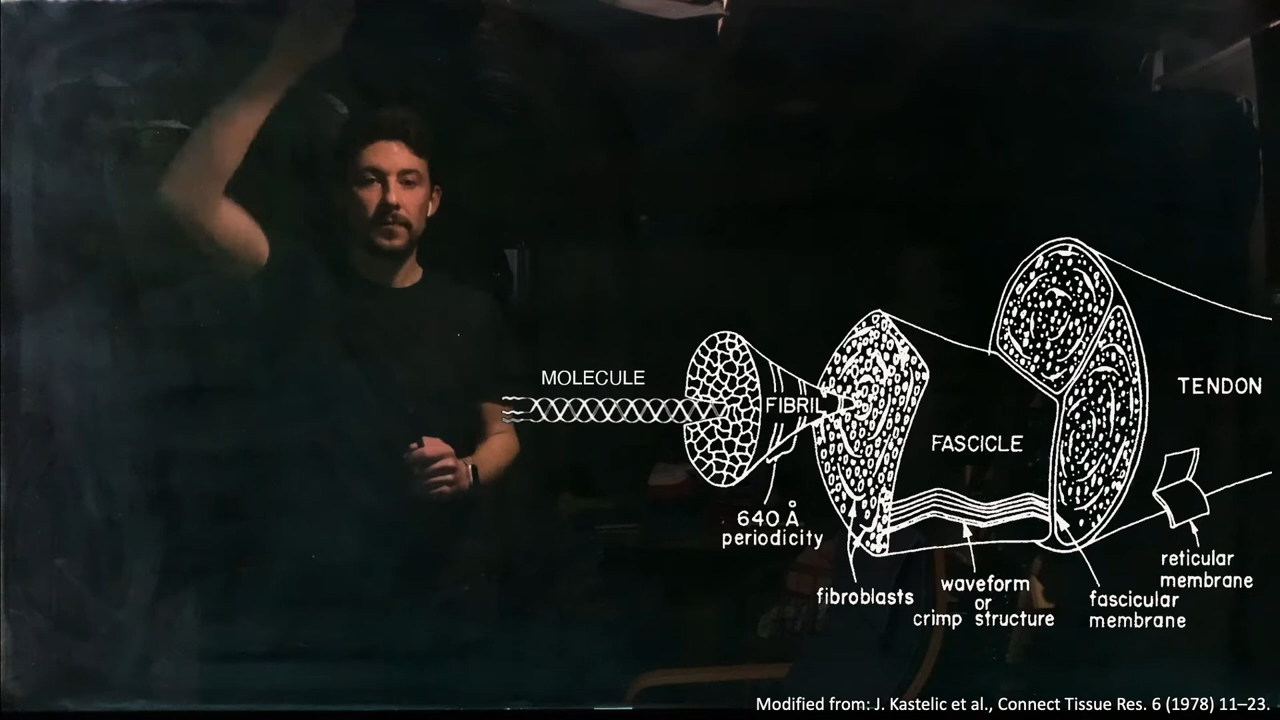 MOLECULE
FIBRIL
FASCICLE
TENDON
640 Å
periodicity
fibroblasts
waveform
or
crimp structure
fascicular
membrane
reticular
membrane
Modified from: J. Kastelic et al., Connect Tissue Res. 6 (1978) 11–23.